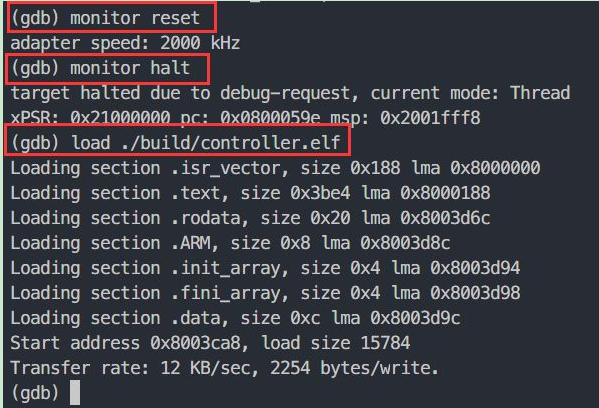 (gdb) monitor reset
adapter speed: 2000 kHz
(gdb) monitor halt
target halted due to debug-request, current mode: Thread
xPSR: 0x21000000 pc: 0x0800059e msp: 0x2001fff8
(gdb) load ./build/controller.elf
Loading section .isr_vector, size 0x188 lma 0x8000000
Loading section .text, size 0x3be4 lma 0x8000188
Loading section .rodata, size 0x20 lma 0x8003d6c
Loading section .ARM, size 0x8 lma 0x8003d8c
Loading section .init_array, size 0x4 lma 0x8003d94
Loading section .fini_array, size 0x4 lma 0x8003d98
Loading section .data, size 0xc lma 0x8003d9c
Start address 0x8003ca8, load size 15784
Transfer rate: 12 KB/sec, 2254 bytes/write.
(gdb)